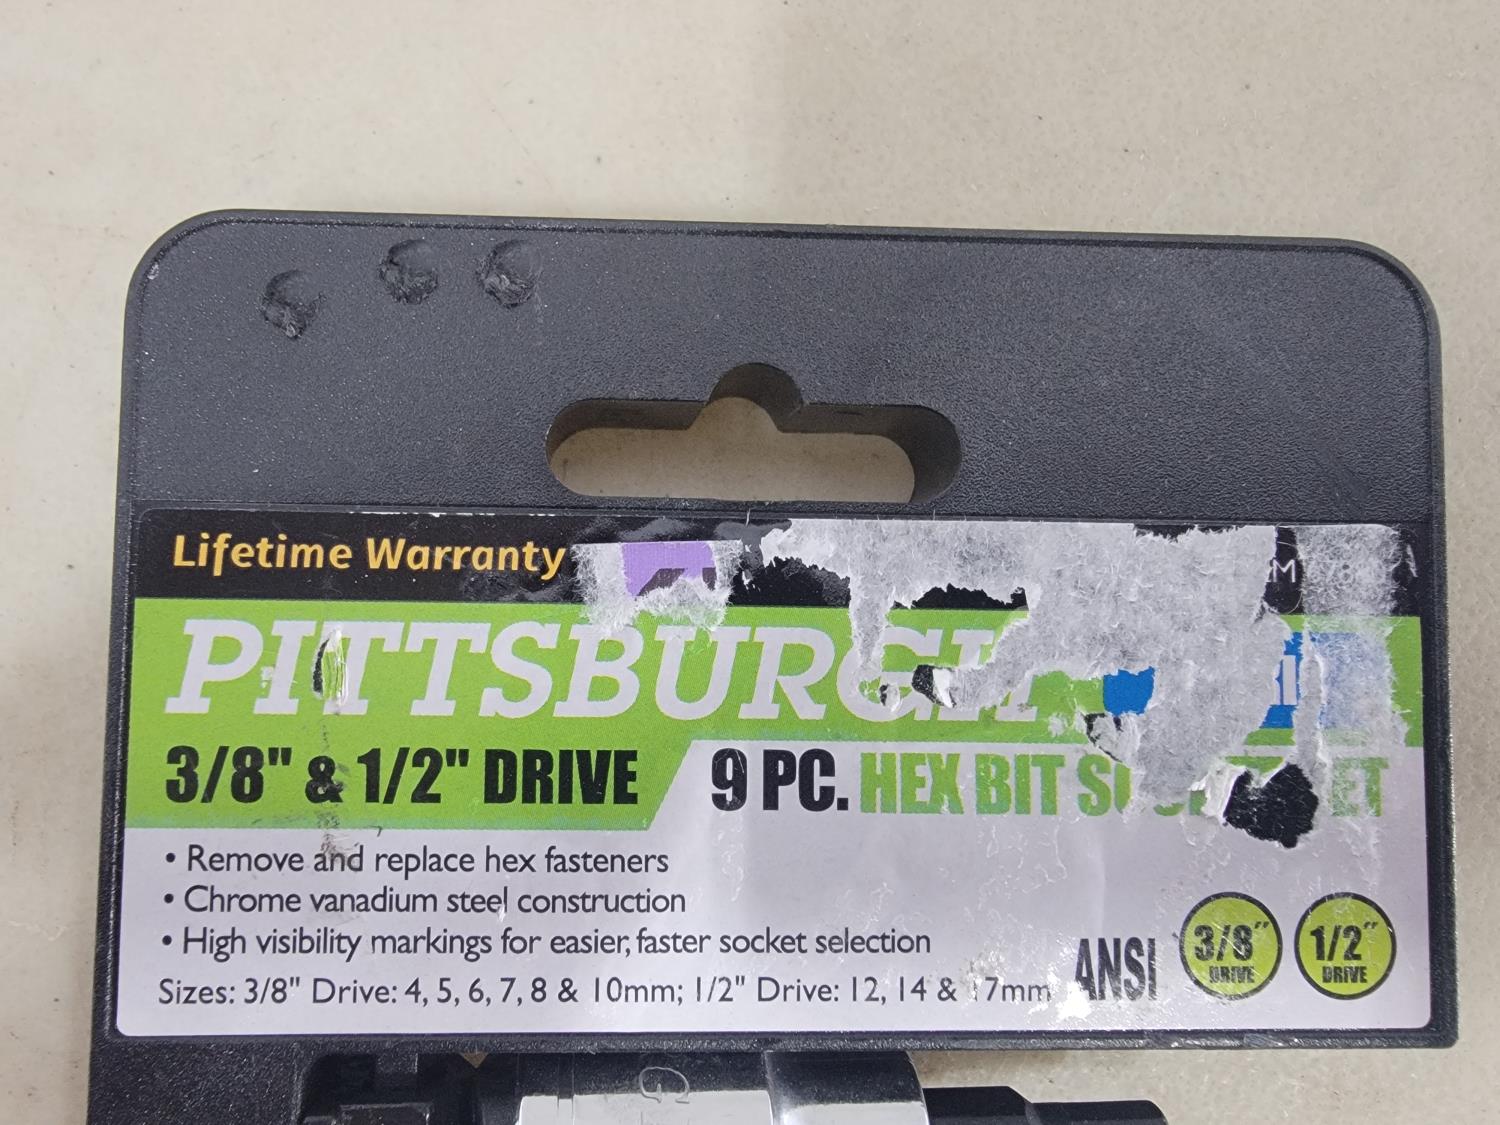 Lifetime Warranty
PITTSBURGH
3/8" & 1/2" DRIVE
9 PC. HEX BIT
• Remove and replace hex fasteners
• Chrome vanadium steel construction
• High visibility markings for easier, faster socket selection
Sizes: 3/8" Drive: 4, 5, 6, 7, 8 & 10mm; 1/2" Drive: 12, 14 & 17mm
ANSI
3/8" DRIVE
1/2" DRIVE